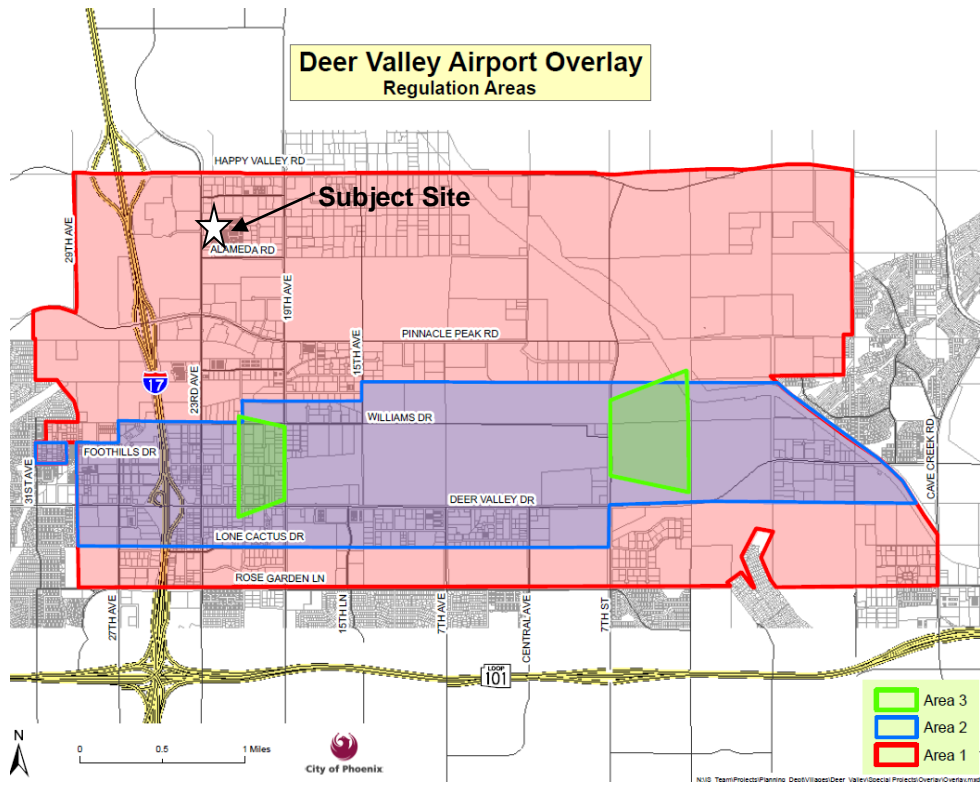 Deer Valley Airport Overlay
Regulation Areas
HAPPY VALLEY RD
Subject Site
29TH AVE
ALAMEDA RD
19TH AVE
PINNACLE PEAK RD
15TH AVE
17
23RD AVE
WILLIAMS DR
FOOTHILLS DR
31ST AVE
CAVE CREEK RD
DEER VALLEY DR
LONE CACTUS DR
ROSE GARDEN LN
27TH AVE
15TH LN
7TH AVE
CENTRAL AVE
7TH ST
LOOP
101
Area 3
Area 2
Area 1
N
0 0.5 1 Miles
City of Phoenix